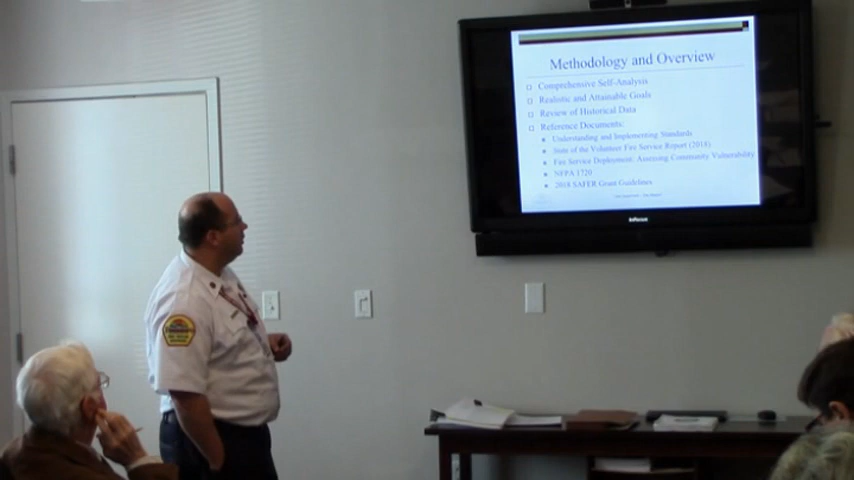 Methodology and Overview
Comprehensive Self-Analysis
Realistic and Attainable Goals
Review of Historical Data
Reference Documents:
Understanding and Implementing Standards
State of the Volunteer Fire Service Report (2018)
Fire Service Deployment: Assessing Community Vulnerability
NFPA 1720
2018 SAFER Grant Guidelines
InFocus